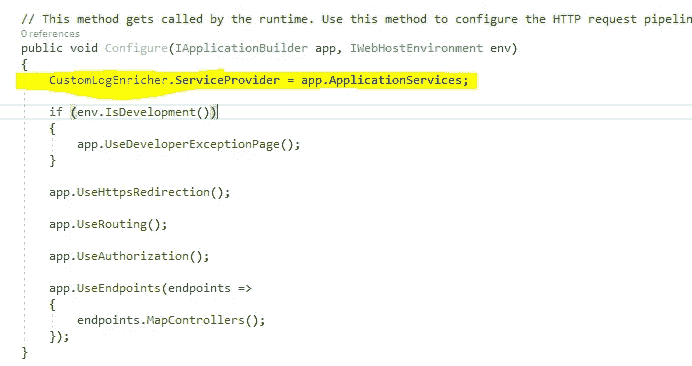 // This method gets called by the runtime. Use this method to configure the HTTP request pipelin
0 references
public void Configure(IApplicationBuilder app, IWebHostEnvironment env)
{
CustomLogEnricher.ServiceProvider = app.ApplicationServices;
if (env.IsDevelopment())
{
app.UseDeveloperExceptionPage();
}
app.UseHttpsRedirection();
app.UseRouting();
app.UseAuthorization();
app.UseEndpoints(endpoints =>
{
endpoints.MapControllers();
});
}